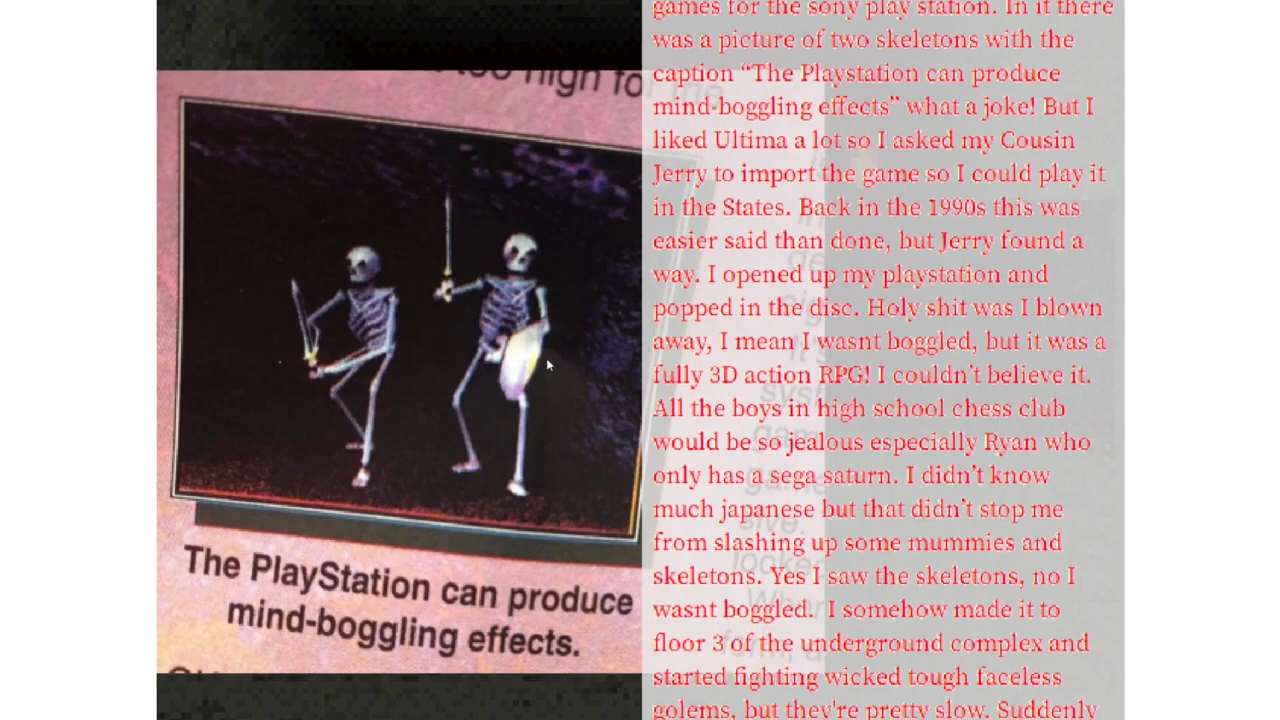 too high for the
The PlayStation can produce
mind-boggling effects.
games for the sony play station. In it there
was a picture of two skeletons with the
caption “The Playstation can produce
mind-boggling effects” what a joke! But I
liked Ultima a lot so I asked my Cousin
Jerry to import the game so I could play it
in the States. Back in the 1990s this was
easier said than done, but Jerry found a
way. I opened up my playstation and
popped in the disc. Holy shit was I blown
away, I mean I wasnt boggled, but it was a
fully 3D action RPG! I couldn’t believe it.
All the boys in high school chess club
would be so jealous especially Ryan who
only has a sega saturn. I didn’t know
much japanese but that didn’t stop me
from slashing up some mummies and
skeletons. Yes I saw the skeletons, no I
wasnt boggled.  I somehow made it to
floor 3 of the underground complex and
started fighting wicked tough faceless
golems, but they're pretty slow. Suddenly